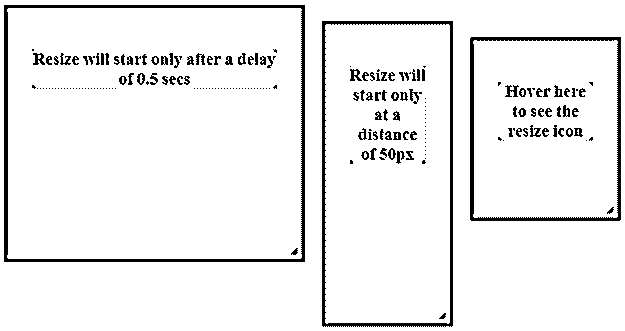 Resize will start only after a delay
of 0.5 secs
Resize will
start only
at a
distance
of 50px
Hover here
to see the
resize icon